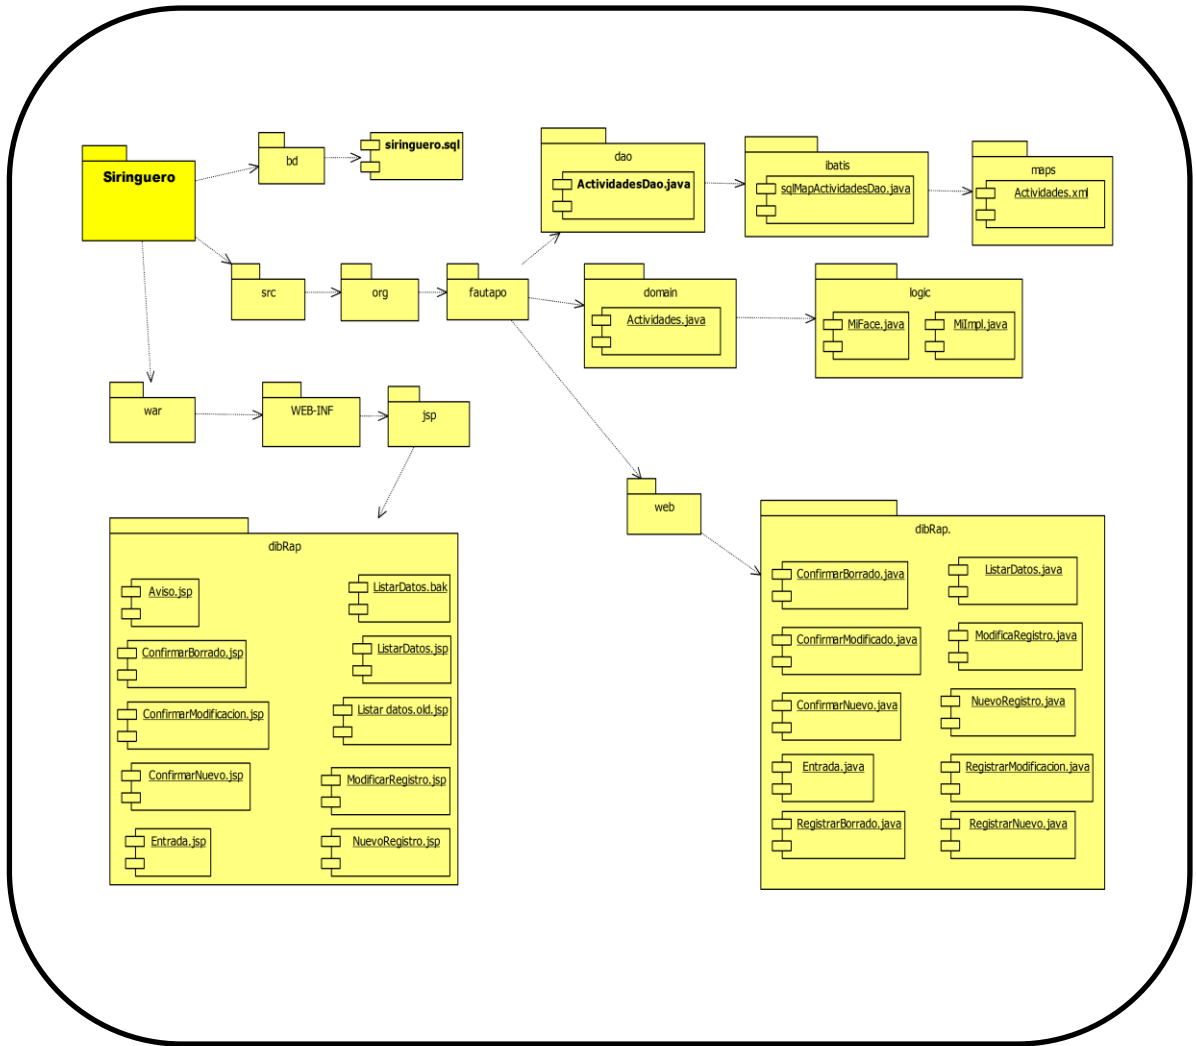 Siringuero
bd
siringuero.sql
dao
ActividadesDao.java
ibatis
sqlMapActividadesDao.java
maps
Actividades.xml
src
org
fautapo
domain
Actividades.java
logic
MiFace.java
MiImpl.java
war
WEB-INF
jsp
web
dibRap
Aviso.jsp
ListarDatos.bak
ConfirmarBorrado.jsp
ListarDatos.jsp
ConfirmarModificacion.jsp
Listar datos.old.jsp
ConfirmarNuevo.jsp
ModificarRegistro.jsp
Entrada.jsp
NuevoRegistro.jsp
dibRap.
ConfirmarBorrado.java
ListarDatos.java
ConfirmarModificado.java
ModificaRegistro.java
ConfirmarNuevo.java
NuevoRegistro.java
Entrada.java
RegistrarModificacion.java
RegistrarBorrado.java
RegistrarNuevo.java